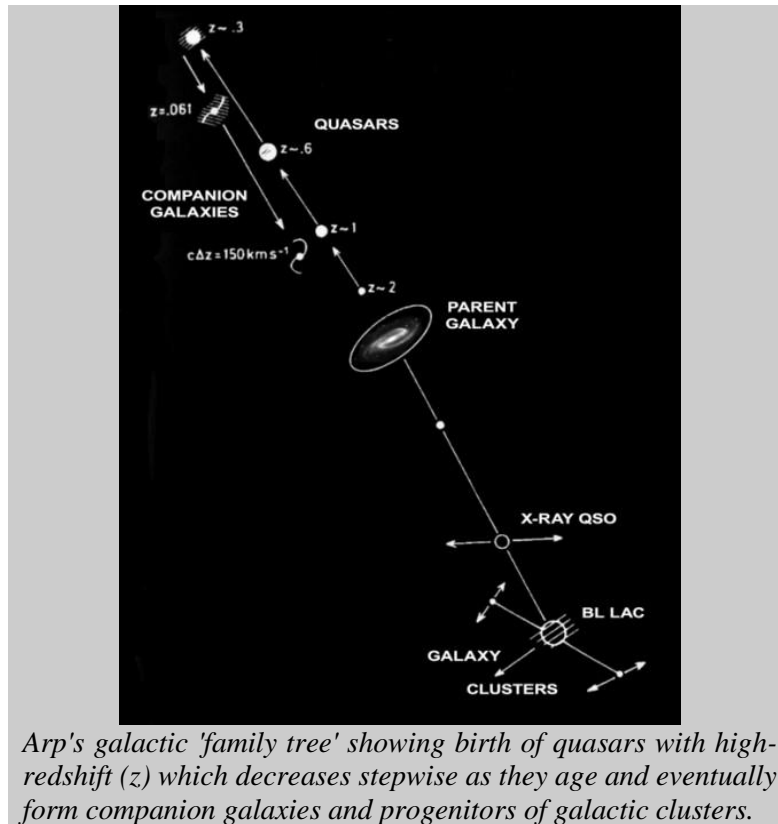 z~ .3
z=.061
QUASARS
z~.6
COMPANION
GALAXIES
z~1
cΔz=150km s⁻¹
z~2
PARENT
GALAXY
X-RAY QSO
BL LAC
GALAXY
CLUSTERS
Arp's galactic 'family tree' showing birth of quasars with high-
redshift (z) which decreases stepwise as they age and eventually
form companion galaxies and progenitors of galactic clusters.